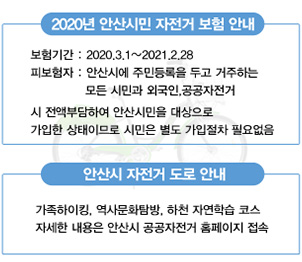 2020년 안산시민 자전거 보험 안내
보험기간 : 2020.3.1~2021.2.28
피보험자 : 안산시에 주민등록을 두고 거주하는
모든 시민과 외국인,공공자전거
시 전액부담하여 안산시민을 대상으로
가입한 상태이므로 시민은 별도 가입절차 필요없음
안산시 자전거 도로 안내
가족하이킹, 역사문화탐방, 하천 자연학습 코스
자세한 내용은 안산시 공공자전거 홈페이지 접속